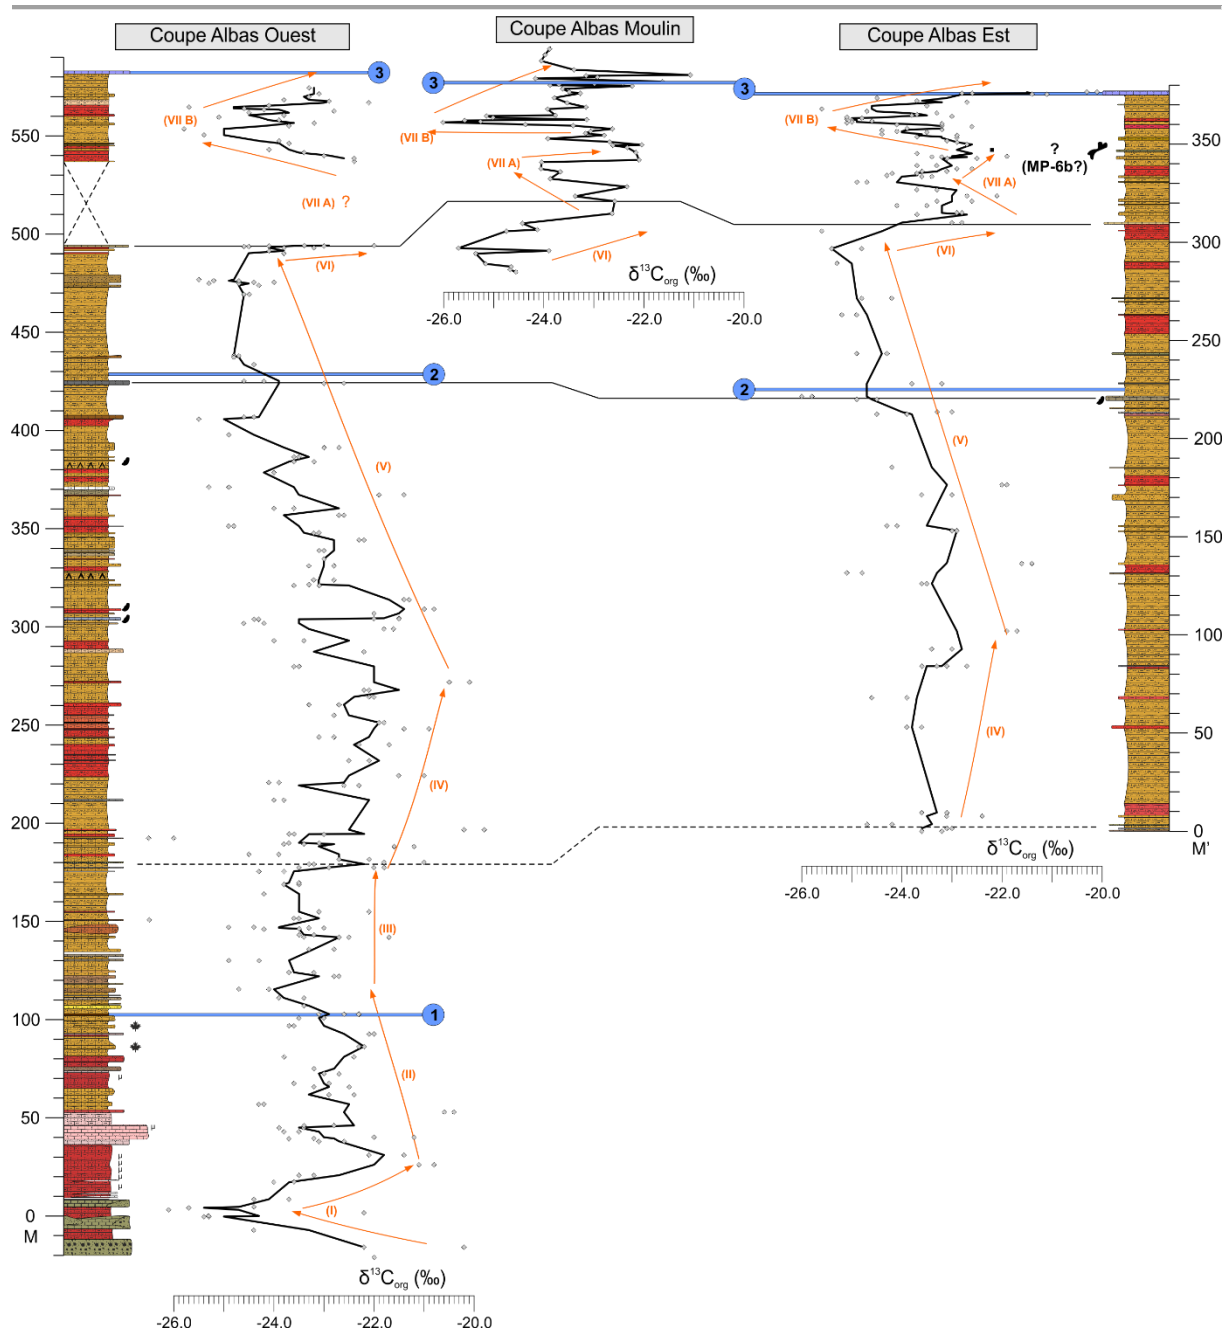 Coupe Albas Ouest
Coupe Albas Moulin
Coupe Albas Est
3
3
3
550
500
450
400
350
300
250
200
150
100
50
0
M
(VII B)
(VII A) ?
(VI)
2
(V)
(IV)
(III)
1
(II)
(I)
δ13Corg (‰)
-26.0
-24.0
-22.0
-20.0
(VII B)
(VII A)
(VI)
δ13Corg (‰)
-26.0
-24.0
-22.0
-20.0
(VII B)
?
(MP-6b?)
(VII A)
(VI)
2
(V)
(IV)
350
300
250
200
150
100
50
0
M'
δ13Corg (‰)
-26.0
-24.0
-22.0
-20.0